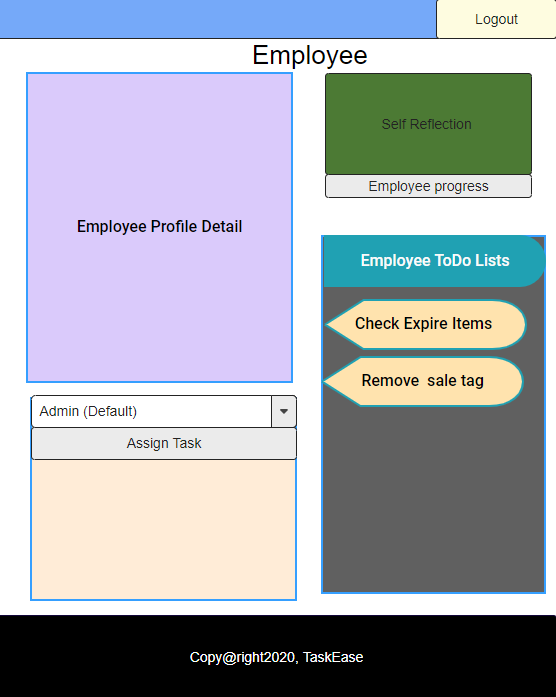 Logout
Employee
Employee Profile Detail
Self Reflection
Employee progress
Employee ToDo Lists
Check Expire Items
Remove  sale tag
Admin (Default)
Assign Task
Copy@right2020, TaskEase